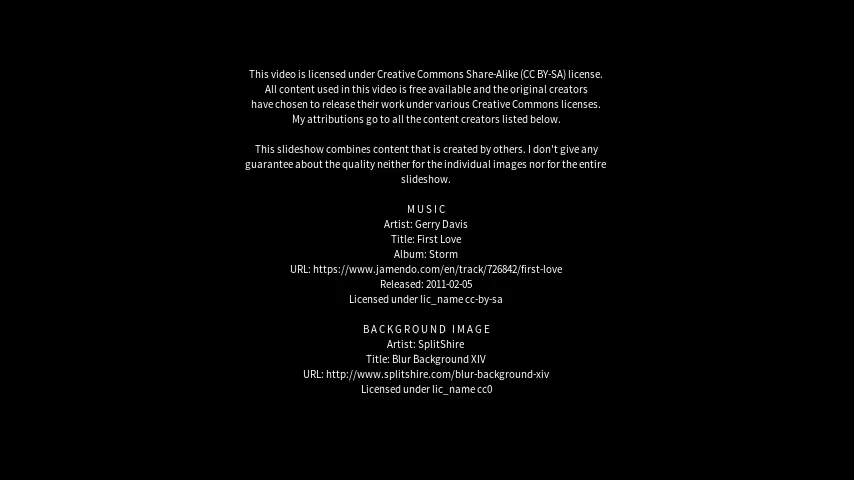 This video is licensed under Creative Commons Share-Alike (CC BY-SA) license.
All content used in this video is free available and the original creators
have chosen to release their work under various Creative Commons licenses.
My attributions go to all the content creators listed below.
This slideshow combines content that is created by others. I don't give any
guarantee about the quality neither for the individual images nor for the entire
slideshow.
MUSIC
Artist: Gerry Davis
Title: First Love
Album: Storm
URL: https://www.jamendo.com/en/track/726842/first-love
Released: 2011-02-05
Licensed under lic_name cc-by-sa
BACKGROUND IMAGE
Artist: SplitShire
Title: Blur Background XIV
URL: http://www.splitshire.com/blur-background-xiv
Licensed under lic_name cc0